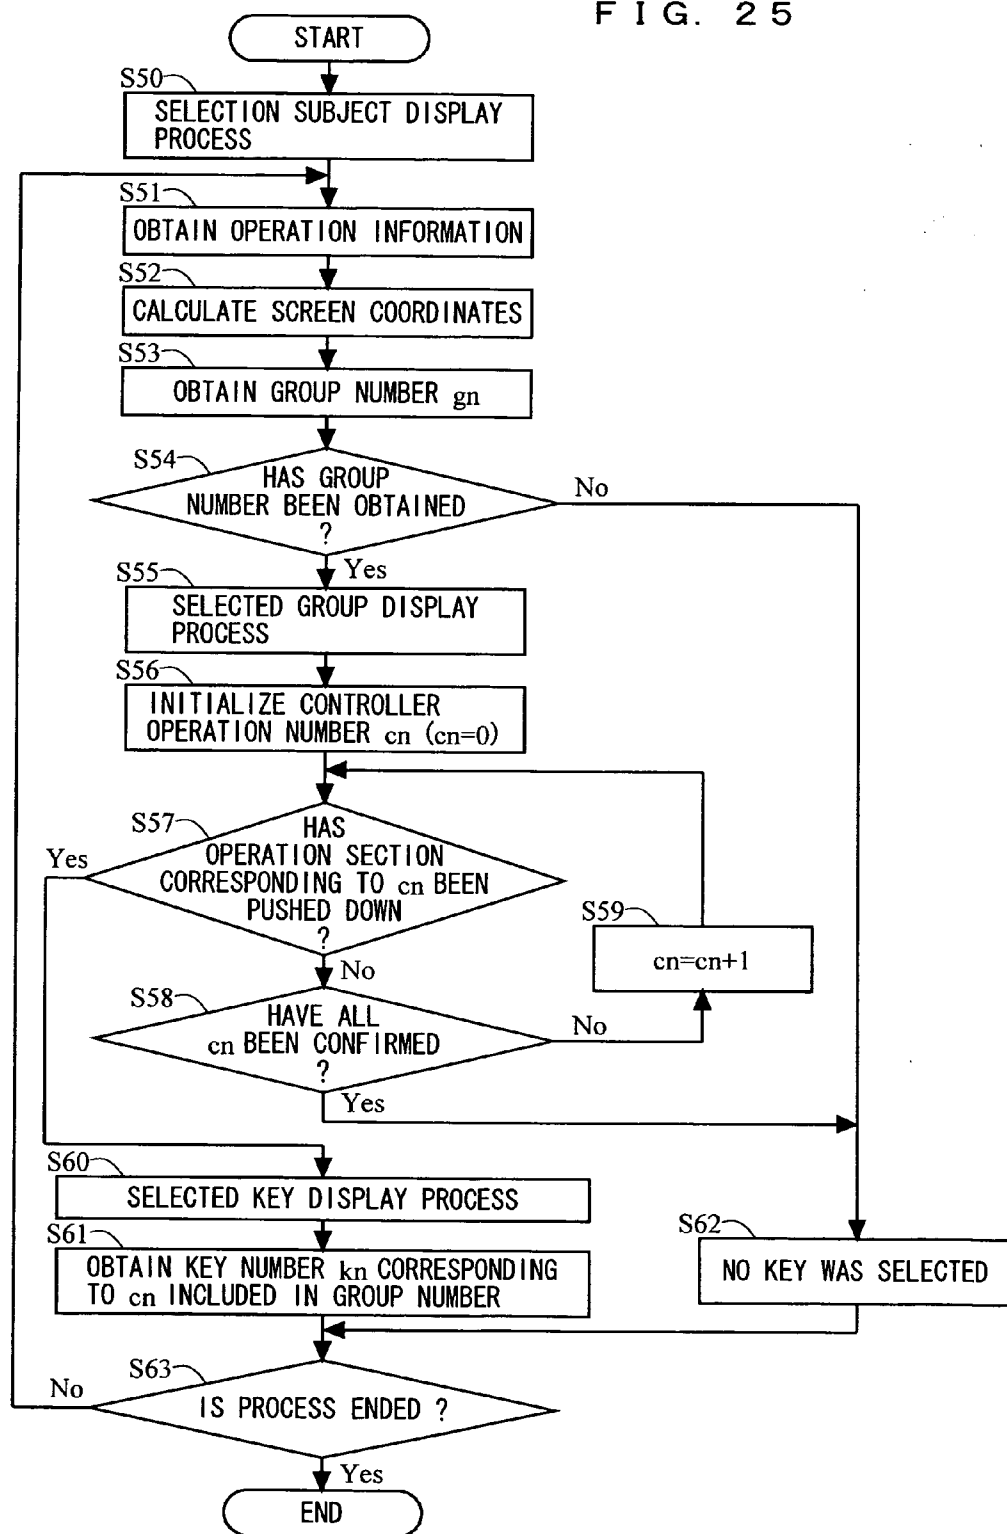 FIG. 25
START
S50
SELECTION SUBJECT DISPLAY
PROCESS
S51
OBTAIN OPERATION INFORMATION
S52
CALCULATE SCREEN COORDINATES
S53
OBTAIN GROUP NUMBER gn
S54
HAS GROUP
NUMBER BEEN OBTAINED
?
No
Yes
S55
SELECTED GROUP DISPLAY
PROCESS
S56
INITIALIZE CONTROLLER
OPERATION NUMBER cn (cn=0)
S57
HAS
OPERATION SECTION
CORRESPONDING TO cn BEEN
PUSHED DOWN
?
Yes
No
S59
cn=cn+1
S58
HAVE ALL
cn BEEN CONFIRMED
?
No
Yes
S60
SELECTED KEY DISPLAY PROCESS
S61
OBTAIN KEY NUMBER kn CORRESPONDING
TO cn INCLUDED IN GROUP NUMBER
S62
NO KEY WAS SELECTED
S63
IS PROCESS ENDED ?
No
Yes
END